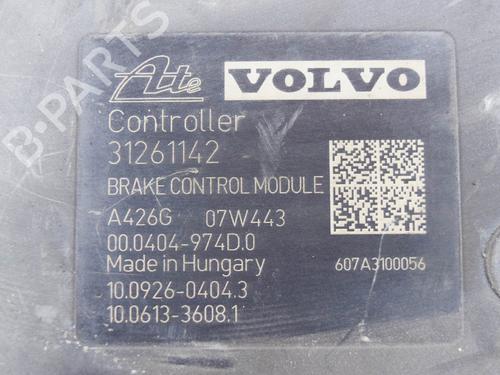 B-PARTS
Ate VOLVO
Controller
31261142
BRAKE CONTROL MODULE
A426G 07W443
00.0404-974D.0
Made in Hungary 607A3100056
10.0926-0404.3
10.0613-3608.1